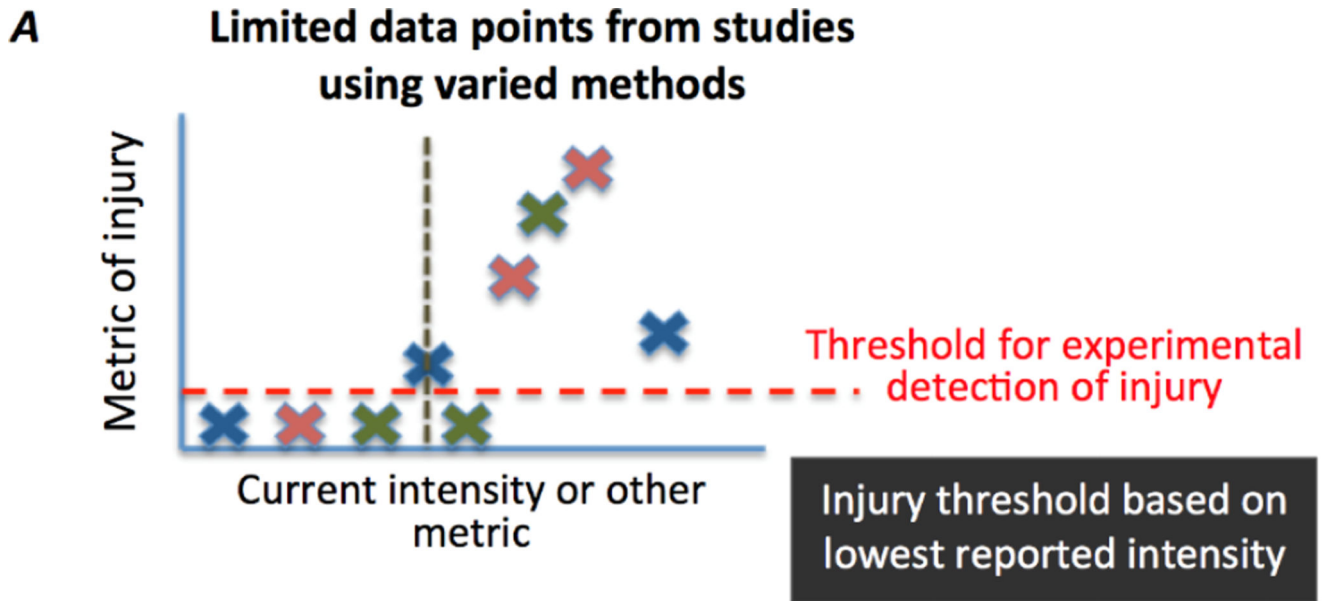 A
Limited data points from studies
using varied methods
Metric of injury
Threshold for experimental
detection of injury
Current intensity or other
metric
Injury threshold based on
lowest reported intensity